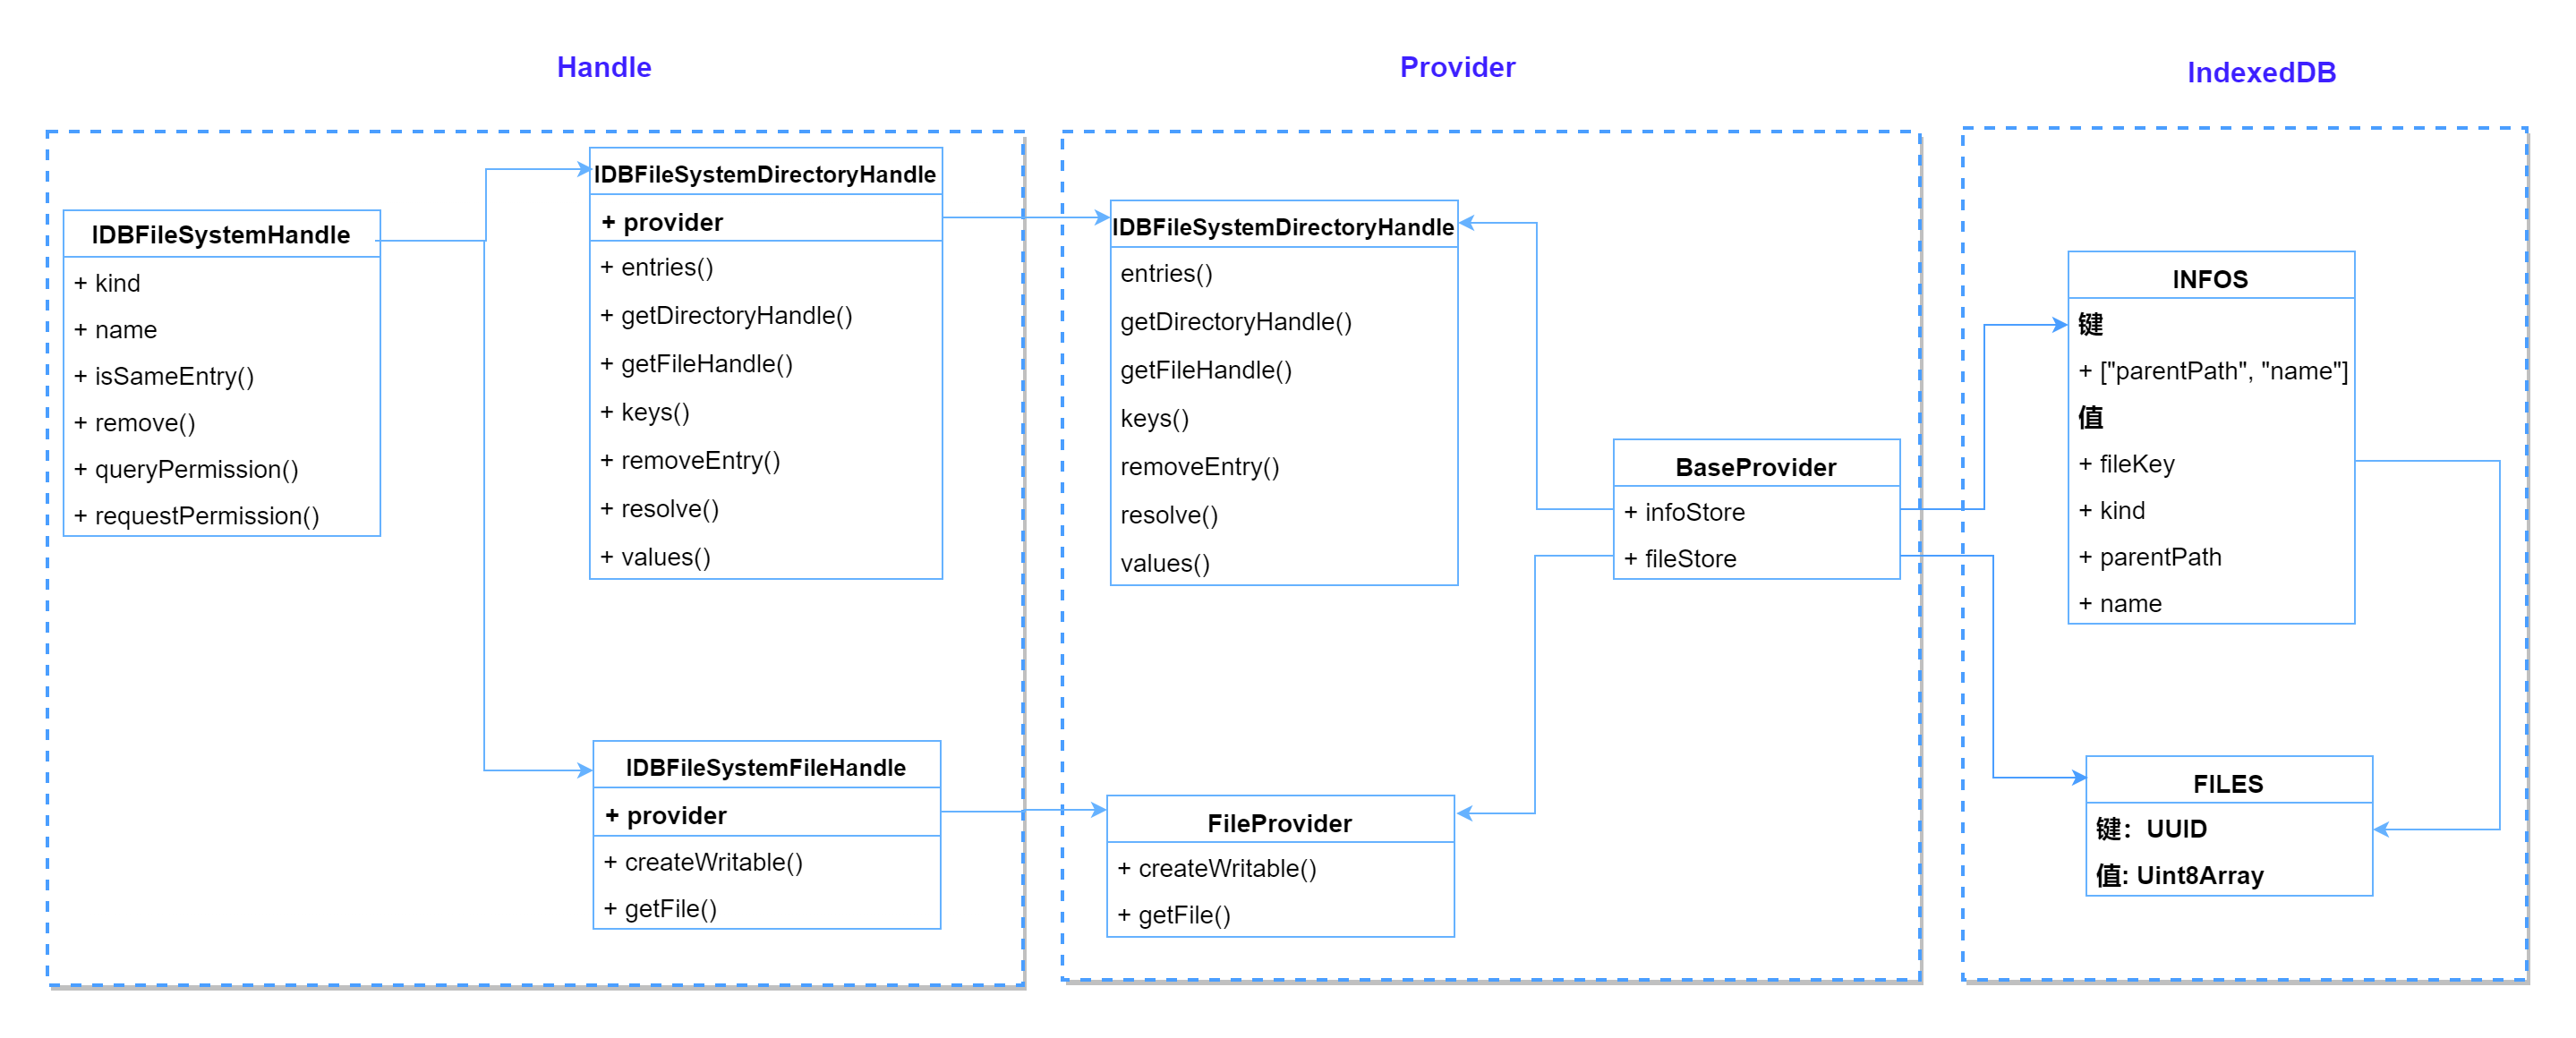 Handle
Provider
IndexedDB
IDBFileSystemHandle
+ kind
+ name
+ isSameEntry()
+ remove()
+ queryPermission()
+ requestPermission()
IDBFileSystemDirectoryHandle
+ provider
+ entries()
+ getDirectoryHandle()
+ getFileHandle()
+ keys()
+ removeEntry()
+ resolve()
+ values()
IDBFileSystemFileHandle
+ provider
+ createWritable()
+ getFile()
IDBFileSystemDirectoryHandle
entries()
getDirectoryHandle()
getFileHandle()
keys()
removeEntry()
resolve()
values()
FileProvider
+ createWritable()
+ getFile()
BaseProvider
+ infoStore
+ fileStore
INFOS
键
+ ["parentPath", "name"]
值
+ fileKey
+ kind
+ parentPath
+ name
FILES
键：UUID
值: Uint8Array